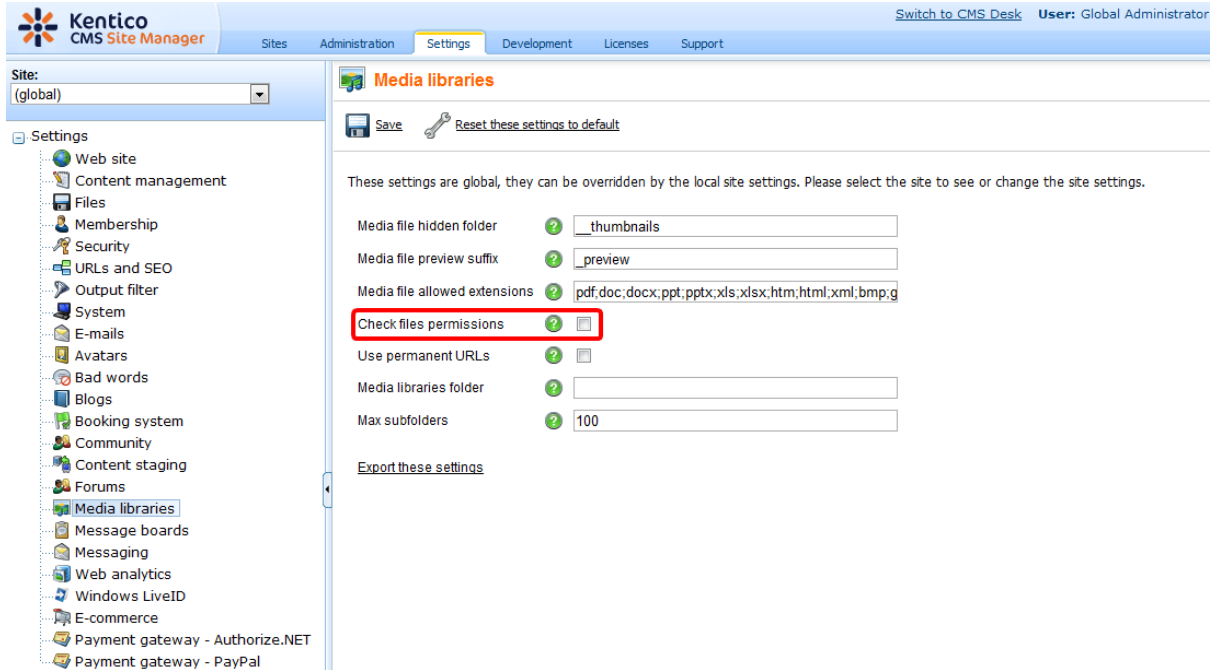 Kentico
CMS Site Manager
Switch to CMS Desk User: Global Administrator
Sites Administration Settings Development Licenses Support
Site:
(global)
Settings
Web site
Content management
Files
Membership
Security
URLs and SEO
Output filter
System
E-mails
Avatars
Bad words
Blogs
Booking system
Community
Content staging
Forums
Media libraries
Message boards
Messaging
Web analytics
Windows LiveID
E-commerce
Payment gateway - Authorize.NET
Payment gateway - PayPal
Media libraries
Save Reset these settings to default
These settings are global, they can be overridden by the local site settings. Please select the site to see or change the site settings.
Media file hidden folder ? __thumbnails
Media file preview suffix ? _preview
Media file allowed extensions ? pdf;doc;docx;ppt;pptx;xls;xlsx;htm;html;xml;bmp;g
Check files permissions ?
Use permanent URLs ?
Media libraries folder ?
Max subfolders ? 100
Export these settings